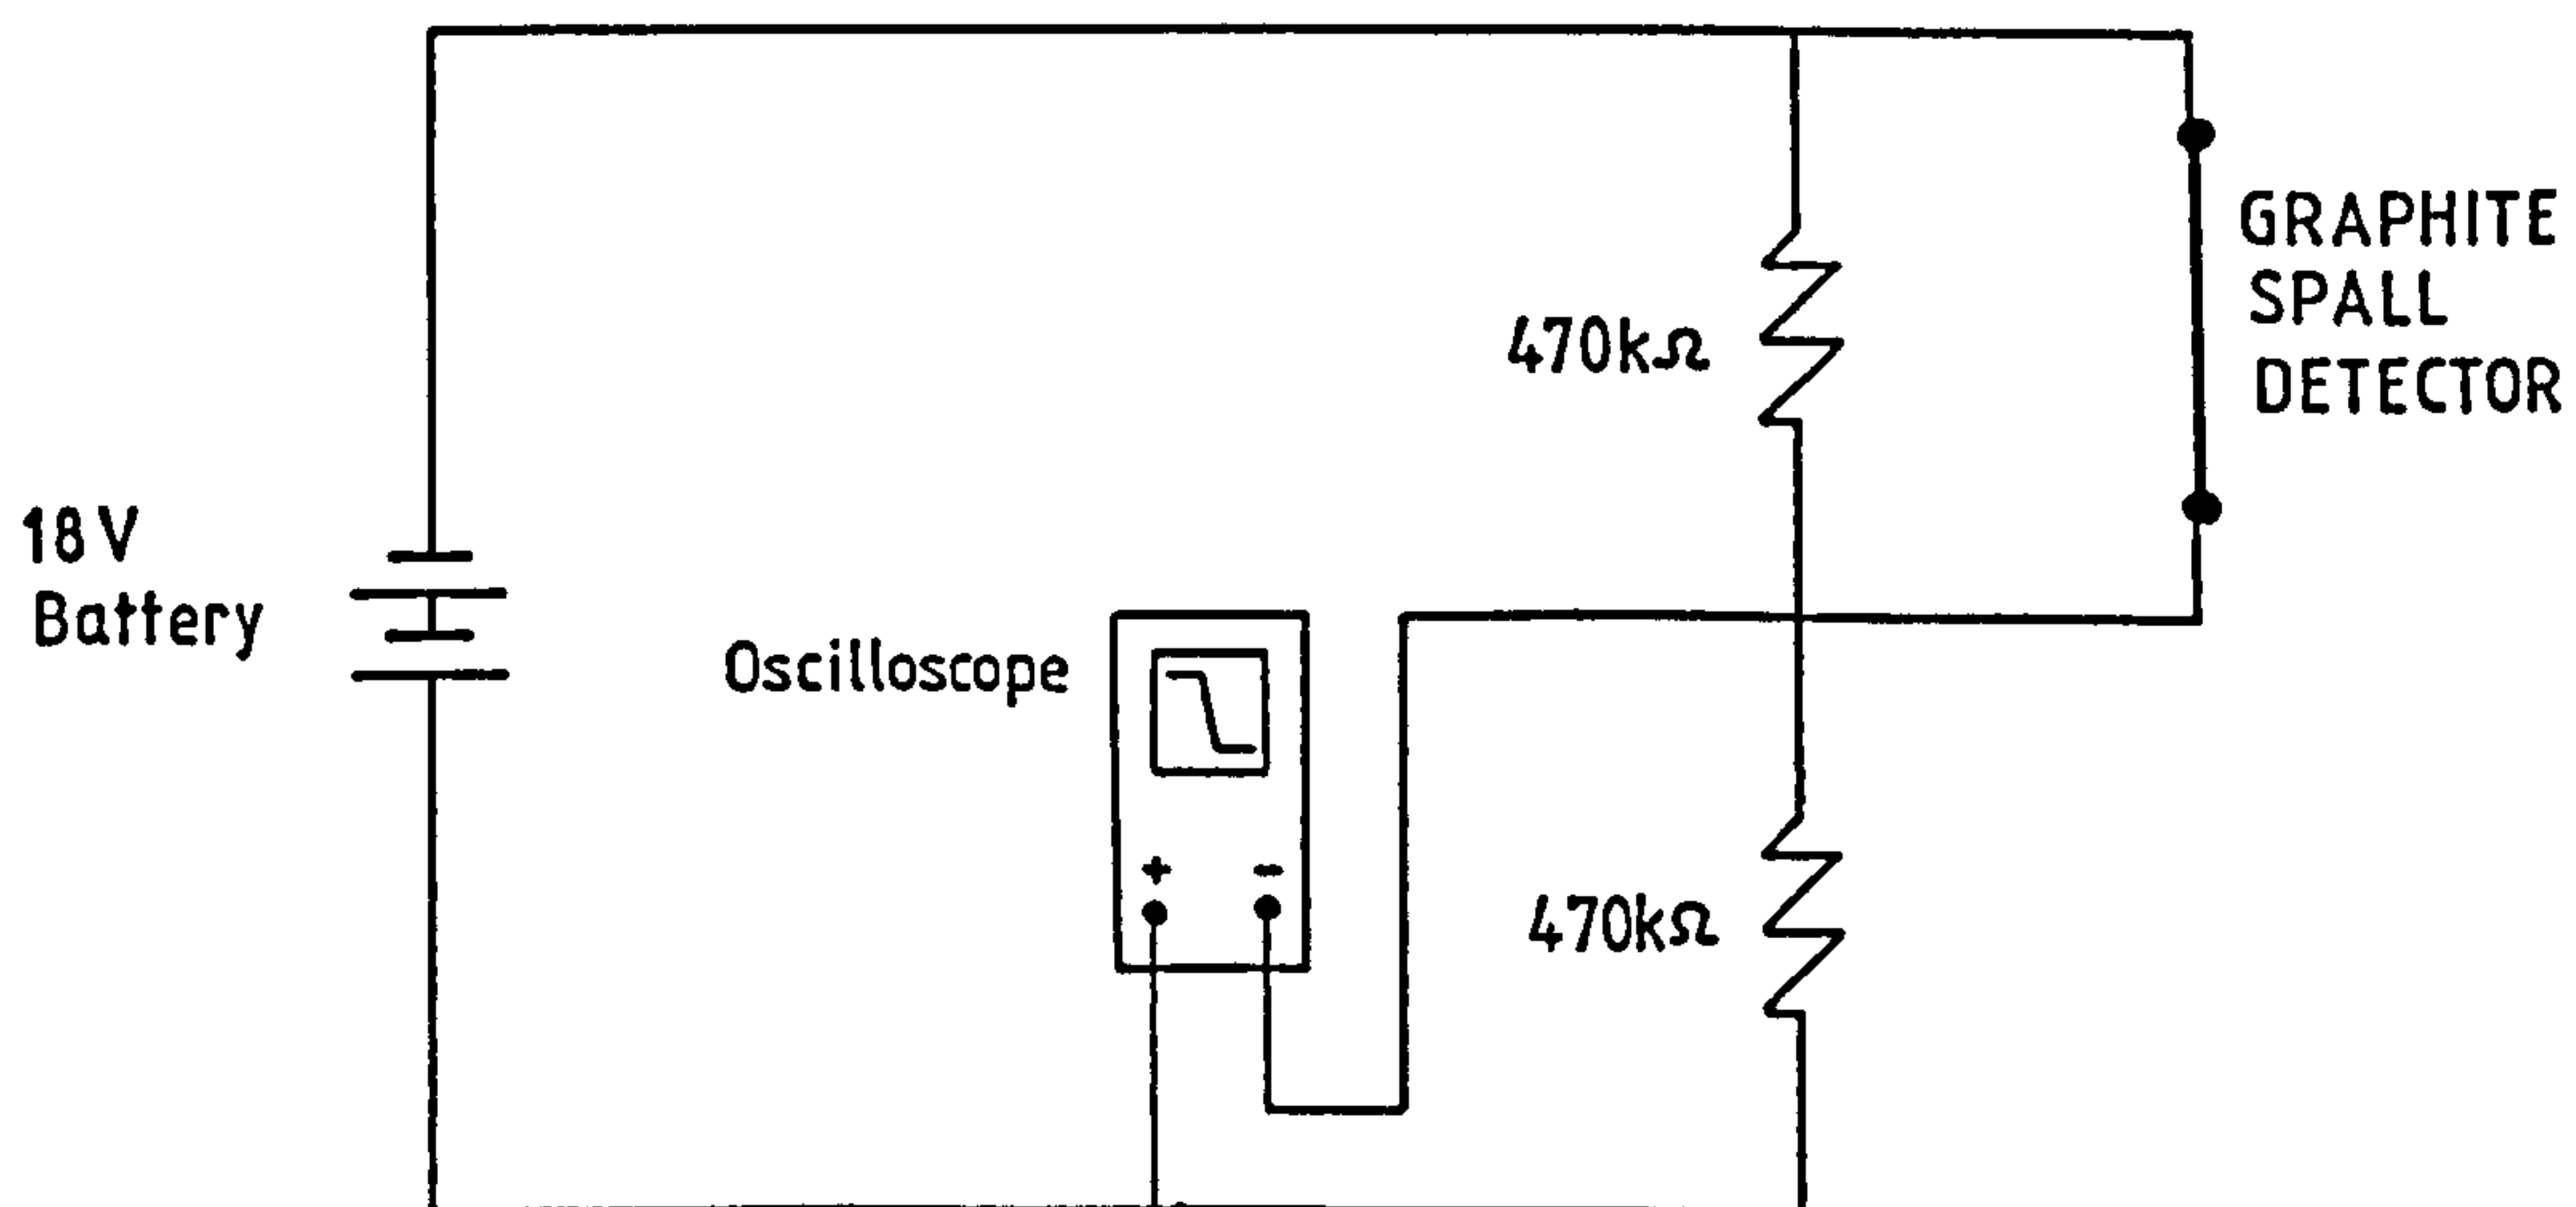 GRAPHITE
SPALL
DETECTOR
470kΩ
18V
Battery
Oscilloscope
+ -
470kΩ